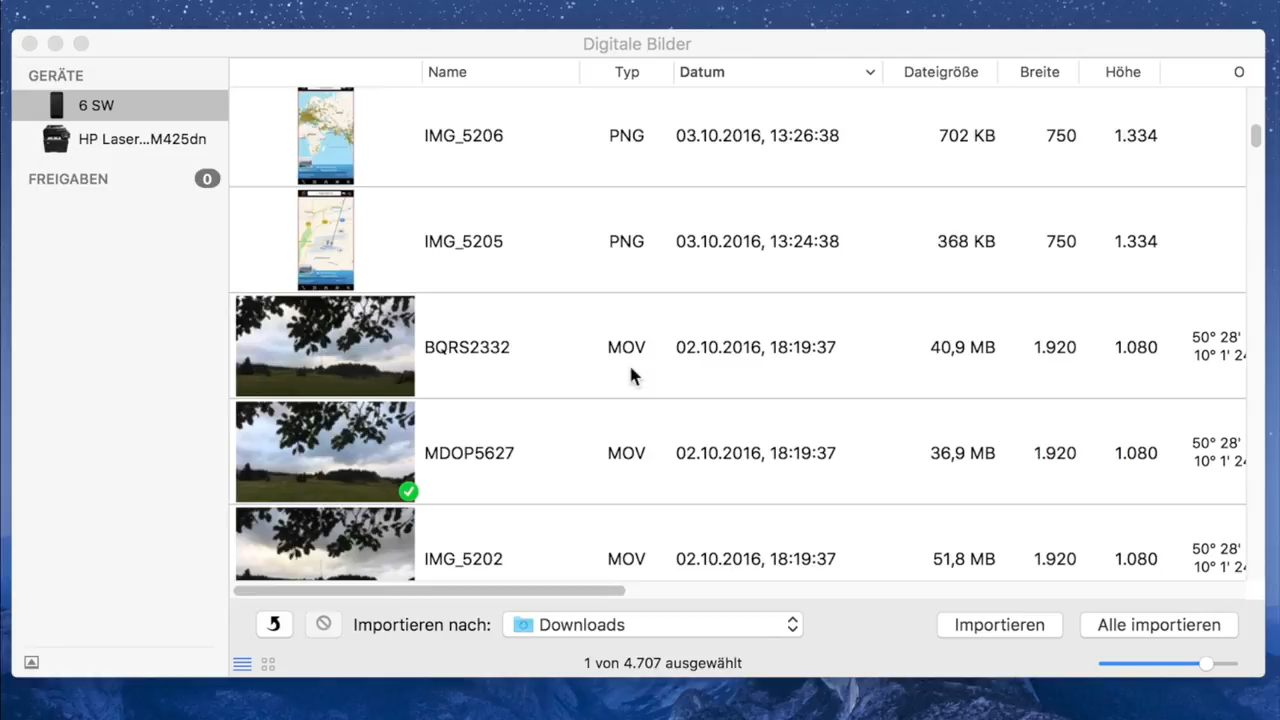 Digitale Bilder
GERÄTE
6 SW
HP Laser...M425dn
FREIGABEN 0
Name Typ Datum Dateigröße Breite Höhe O
IMG_5206 PNG 03.10.2016, 13:26:38 702 KB 750 1.334
IMG_5205 PNG 03.10.2016, 13:24:38 368 KB 750 1.334
BQRS2332 MOV 02.10.2016, 18:19:37 40,9 MB 1.920 1.080 50° 28'
10° 1' 24
MDOP5627 MOV 02.10.2016, 18:19:37 36,9 MB 1.920 1.080 50° 28'
10° 1' 24
IMG_5202 MOV 02.10.2016, 18:19:37 51,8 MB 1.920 1.080 50° 28'
10° 1' 24
Importieren nach: Downloads Importieren Alle importieren
1 von 4.707 ausgewählt